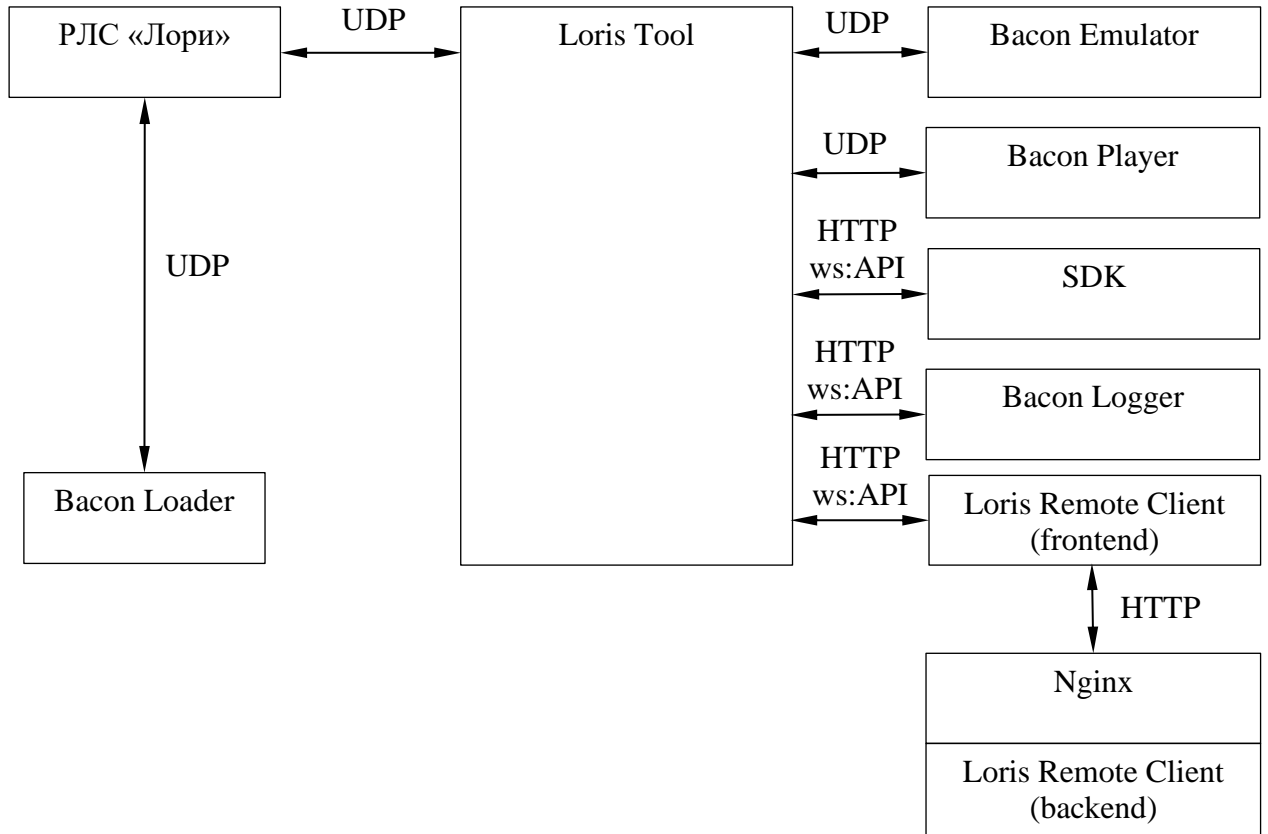 РЛС «Лори»
UDP
Loris Tool
UDP
Bacon Emulator
UDP
Bacon Player
HTTP
ws:API
SDK
UDP
HTTP
ws:API
Bacon Logger
HTTP
ws:API
Bacon Loader
Loris Remote Client
(frontend)
HTTP
Nginx
Loris Remote Client
(backend)